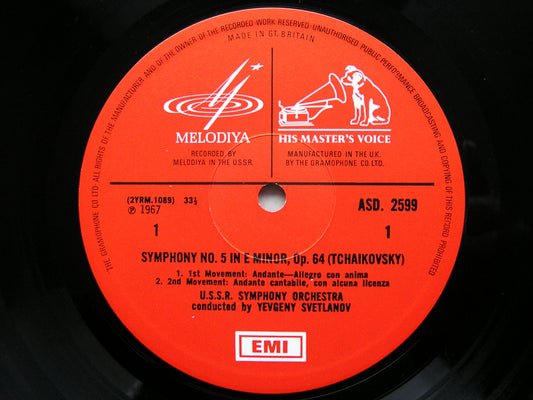 THE GRAMOPHONE CO LTD ALL RIGHTS OF THE MANUFACTURER AND OF THE OWNER OF THE RECORDED WORK RESERVED UNAUTHORISED PUBLIC PERFORMANCE BROADCASTING AND COPYING OF THIS RECORD PROHIBITED
MADE IN GT. BRITAIN
MELODIYA
HIS MASTER'S VOICE
RECORDED BY
MELODIYA IN THE U.S.S.R.
MANUFACTURED IN THE U.K.
BY THE GRAMOPHONE CO. LTD.
(2YRM.1089) 33⅓
℗ 1967
ASD. 2599
1
1
SYMPHONY NO. 5 IN E MINOR, Op. 64 (TCHAIKOVSKY)
1. 1st Movement: Andante—Allegro con anima
2. 2nd Movement: Andante cantabile, con alcuna licenza
U.S.S.R. SYMPHONY ORCHESTRA
conducted by YEVGENY SVETLANOV
EMI